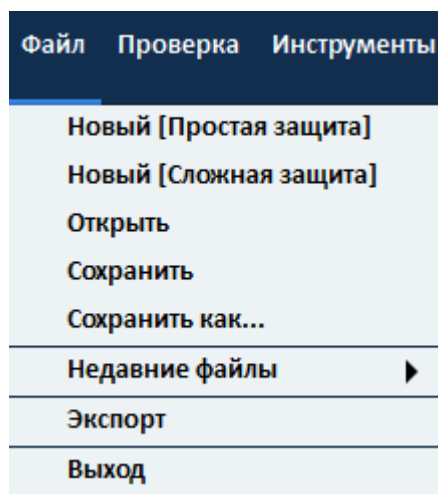 Файл Проверка Инструменты
Новый [Простая защита]
Новый [Сложная защита]
Открыть
Сохранить
Сохранить как...
Недавние файлы
Экспорт
Выход